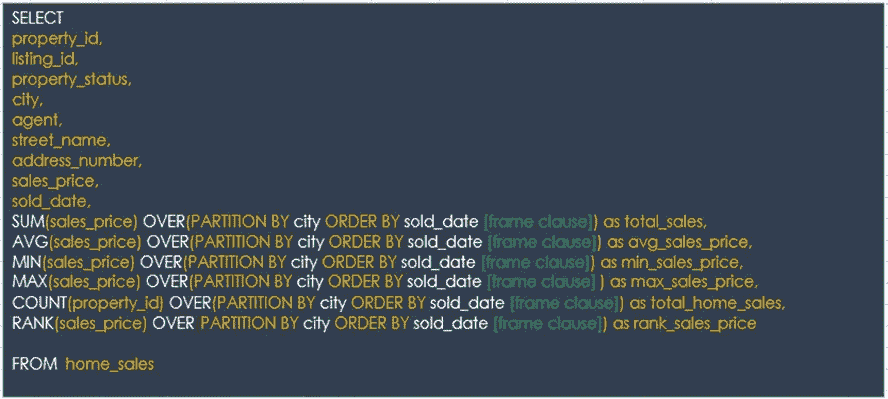 SELECT
property_id,
listing_id,
property_status,
city,
agent,
street_name,
address_number,
sales_price,
sold_date,
SUM(sales_price) OVER(PARTITION BY city ORDER BY sold_date [frame clause]) as total_sales,
AVG(sales_price) OVER(PARTITION BY city ORDER BY sold_date [frame clause]) as avg_sales_price,
MIN(sales_price) OVER(PARTITION BY city ORDER BY sold_date [frame clause]) as min_sales_price,
MAX(sales_price) OVER(PARTITION BY city ORDER BY sold_date [frame clause] ) as max_sales_price,
COUNT(property_id) OVER(PARTITION BY city ORDER BY sold_date [frame clause]) as total_home_sales,
RANK(sales_price) OVER PARTITION BY city ORDER BY sold_date [frame clause]) as rank_sales_price
FROM home_sales